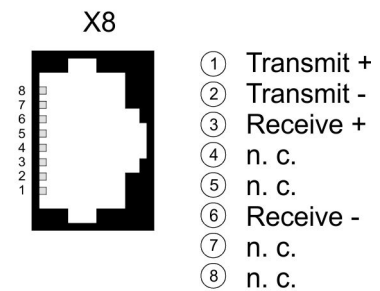 X8
8
7
6
5
4
3
2
1
1 Transmit +
2 Transmit -
3 Receive +
4 n. c.
5 n. c.
6 Receive -
7 n. c.
8 n. c.